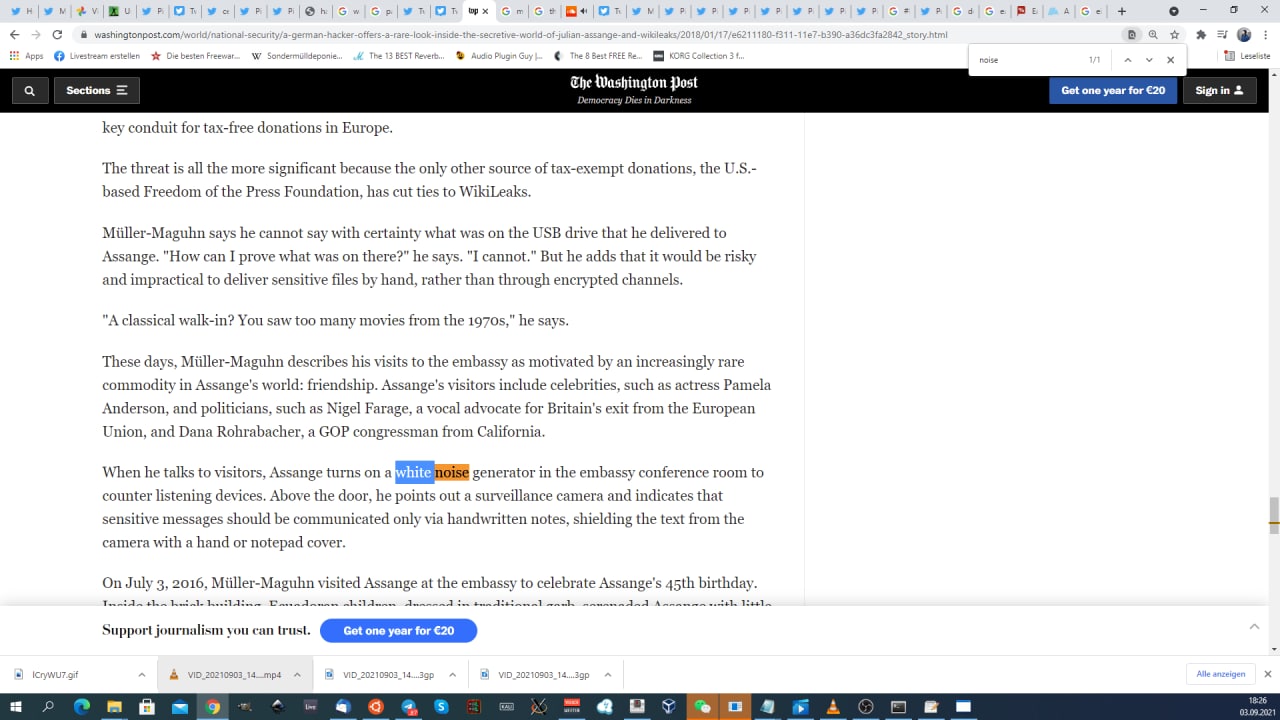 top
washingtonpost.com/world/national-security/a-german-hacker-offers-a-rare-look-inside-the-secretive-world-of-julian-assange-and-wikileaks/2018/01/17/e6211180-f311-11e7-b390-a36dc3fa2842_story.html
Apps Livestream erstellen Die besten Freewar... Sondermülldeponie... The 13 BEST Reverb... Audio Plugin Guy |... The 8 Best FREE Re... KORG Collection 3 f... Leseliste
noise 1/1
Sections
The Washington Post
Democracy Dies in Darkness
Get one year for €20
Sign in
key conduit for tax-free donations in Europe.
The threat is all the more significant because the only other source of tax-exempt donations, the U.S.-
based Freedom of the Press Foundation, has cut ties to WikiLeaks.
Müller-Maguhn says he cannot say with certainty what was on the USB drive that he delivered to
Assange. "How can I prove what was on there?" he says. "I cannot." But he adds that it would be risky
and impractical to deliver sensitive files by hand, rather than through encrypted channels.
"A classical walk-in? You saw too many movies from the 1970s," he says.
These days, Müller-Maguhn describes his visits to the embassy as motivated by an increasingly rare
commodity in Assange's world: friendship. Assange's visitors include celebrities, such as actress Pamela
Anderson, and politicians, such as Nigel Farage, a vocal advocate for Britain's exit from the European
Union, and Dana Rohrabacher, a GOP congressman from California.
When he talks to visitors, Assange turns on a white noise generator in the embassy conference room to
counter listening devices. Above the door, he points out a surveillance camera and indicates that
sensitive messages should be communicated only via handwritten notes, shielding the text from the
camera with a hand or notepad cover.
On July 3, 2016, Müller-Maguhn visited Assange at the embassy to celebrate Assange's 45th birthday.
Inside the brick building, Ecuadoran children, dressed in traditional garb, serenaded Assange with little
Support journalism you can trust.
Get one year for €20
lCryWU7.gif
VID_20210903_14....mp4
VID_20210903_14....3gp
VID_20210903_14....3gp
Alle anzeigen
18:26
03.09.2021